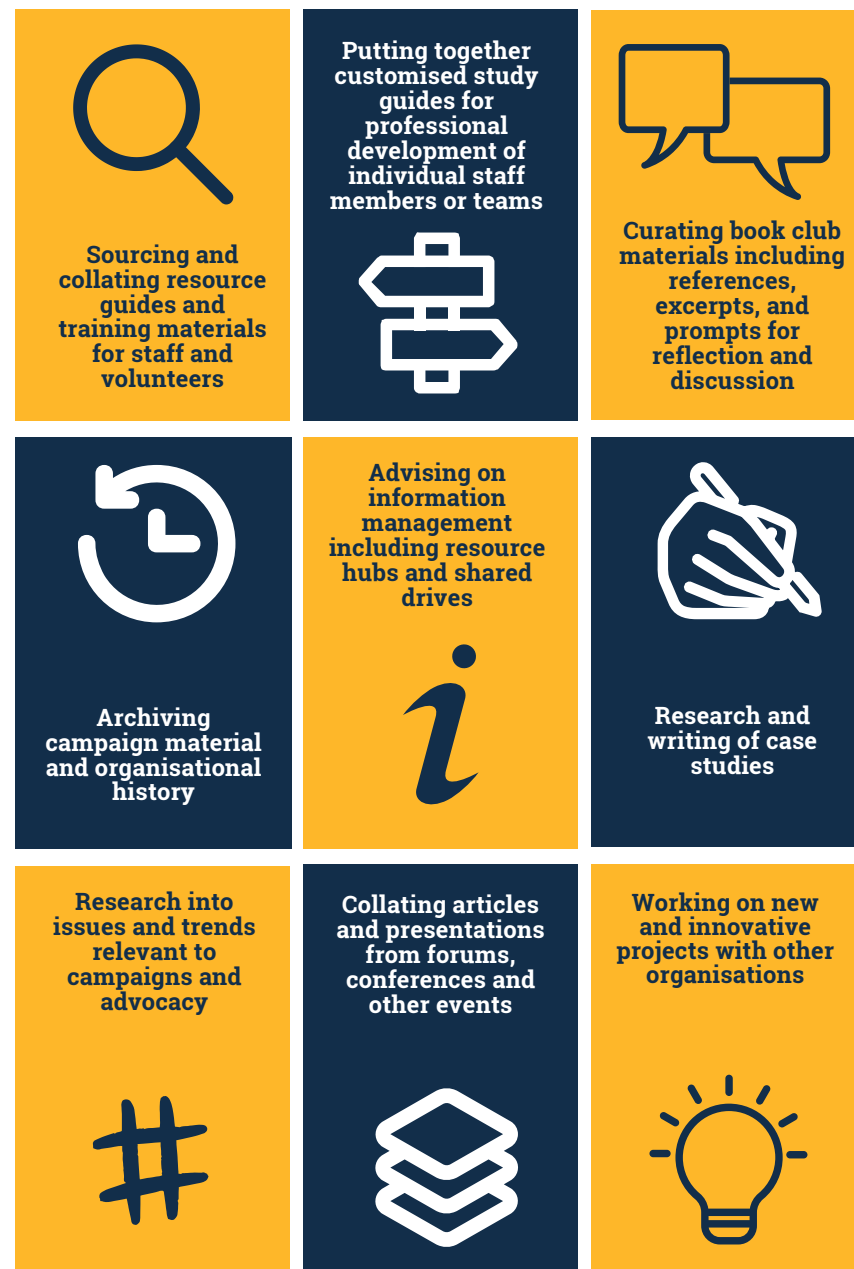 Sourcing and
collating resource
guides and
training materials
for staff and
volunteers
Putting together
customised study
guides for
professional
development of
individual staff
members or teams
Curating book club
materials including
references,
excerpts, and
prompts for
reflection and
discussion
Archiving
campaign material
and organisational
history
Advising on
information
management
including resource
hubs and shared
drives
Research and
writing of case
studies
Research into
issues and trends
relevant to
campaigns and
advocacy
Collating articles
and presentations
from forums,
conferences and
other events
Working on new
and innovative
projects with other
organisations